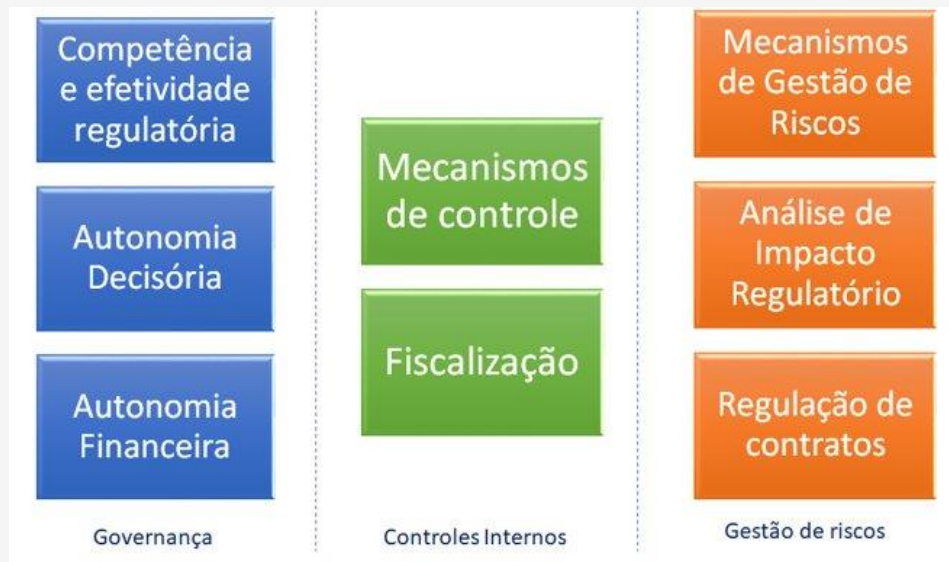 Competência
e efetividade
regulatória
Autonomia
Decisória
Autonomia
Financeira
Governança
Mecanismos
de controle
Fiscalização
Controles Internos
Mecanismos
de Gestão de
Riscos
Análise de
Impacto
Regulatório
Regulação de
contratos
Gestão de riscos